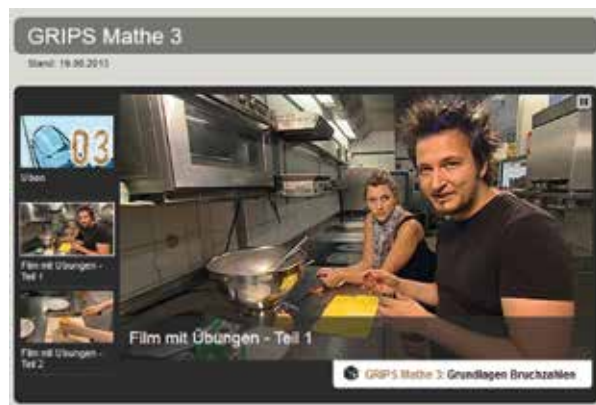 GRIPS Mathe 3
Stand: 19.06.2013
03
Üben
Film mit Übungen -
Teil 1
Film mit Übungen -
Teil 2
Film mit Übungen - Teil 1
GRIPS Mathe 3: Grundlagen Bruchzahlen